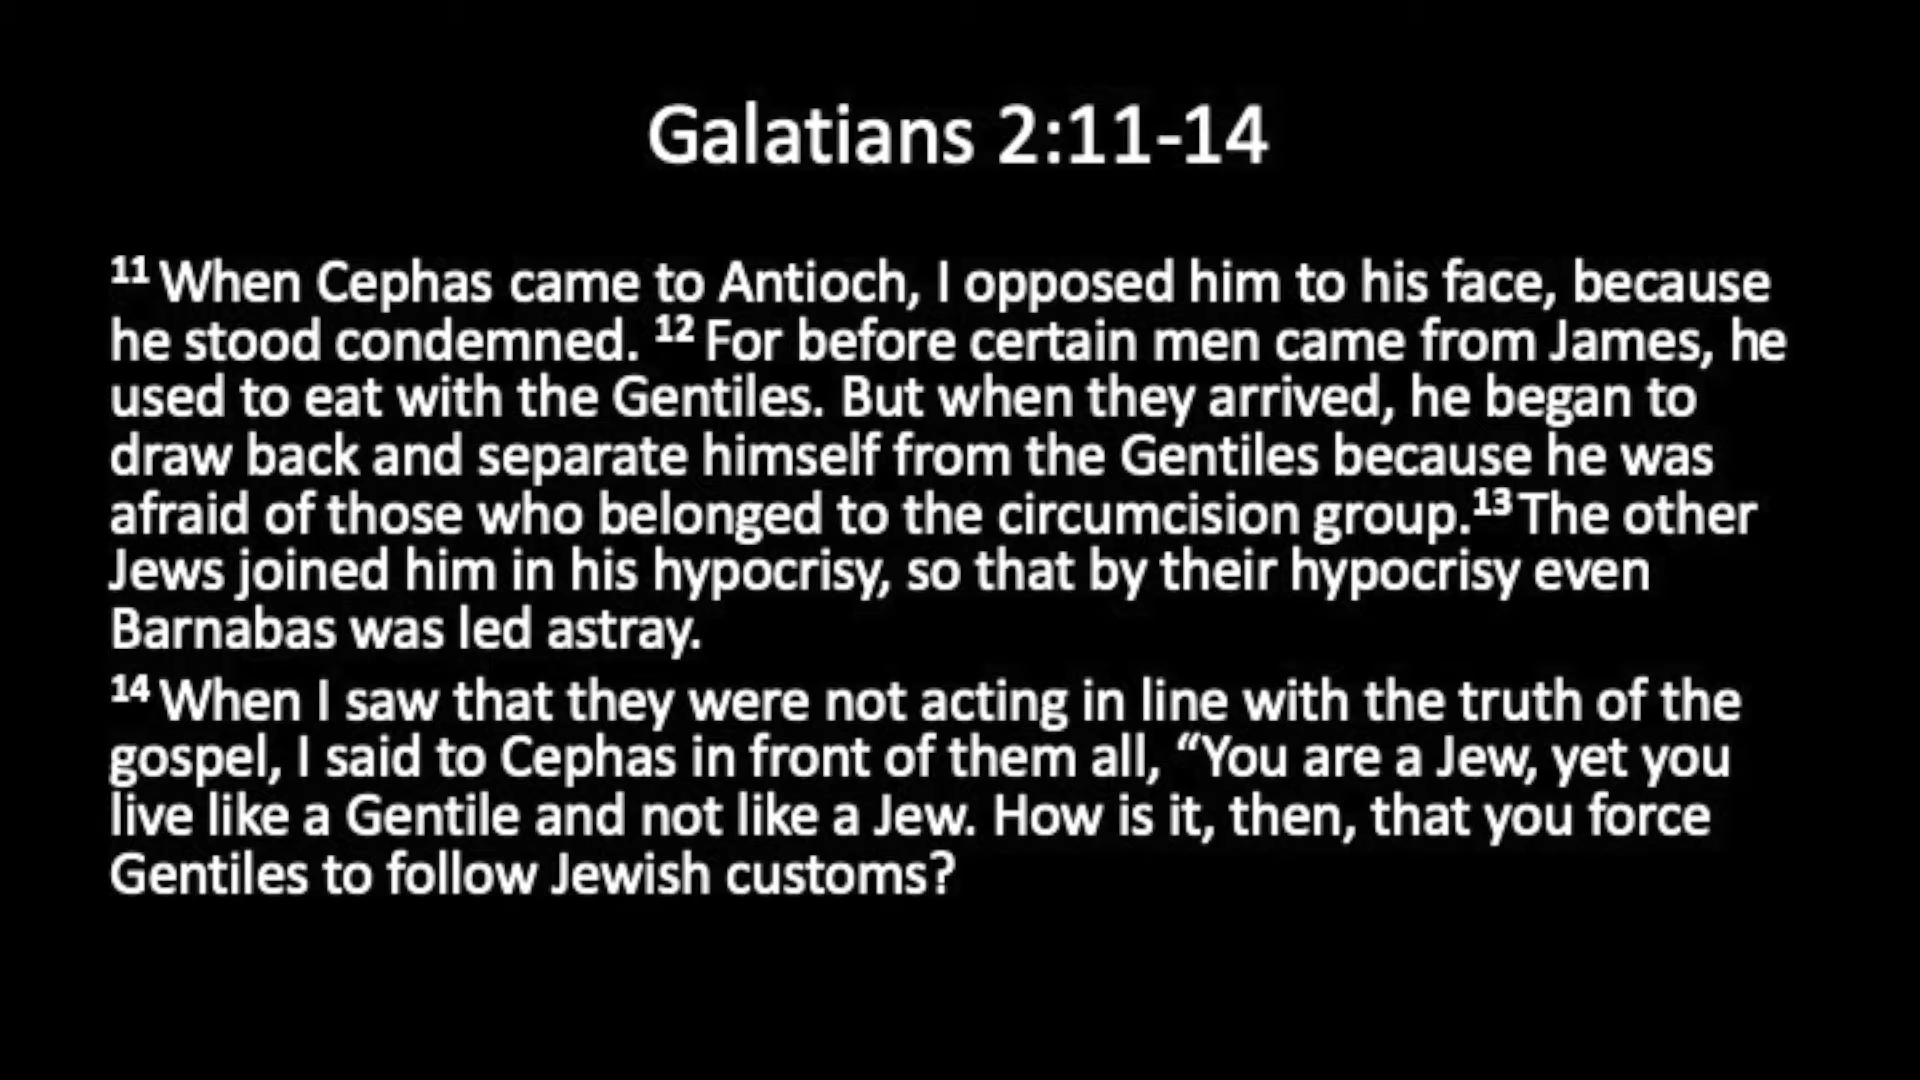 Galatians 2:11-14
11 When Cephas came to Antioch, I opposed him to his face, because
he stood condemned. 12 For before certain men came from James, he
used to eat with the Gentiles. But when they arrived, he began to
draw back and separate himself from the Gentiles because he was
afraid of those who belonged to the circumcision group.13 The other
Jews joined him in his hypocrisy, so that by their hypocrisy even
Barnabas was led astray.
14 When I saw that they were not acting in line with the truth of the
gospel, I said to Cephas in front of them all, “You are a Jew, yet you
live like a Gentile and not like a Jew. How is it, then, that you force
Gentiles to follow Jewish customs?